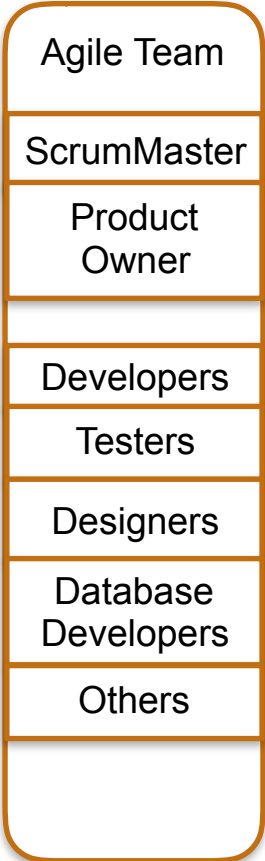 Agile Team
ScrumMaster
Product
Owner
Developers
Testers
Designers
Database
Developers
Others